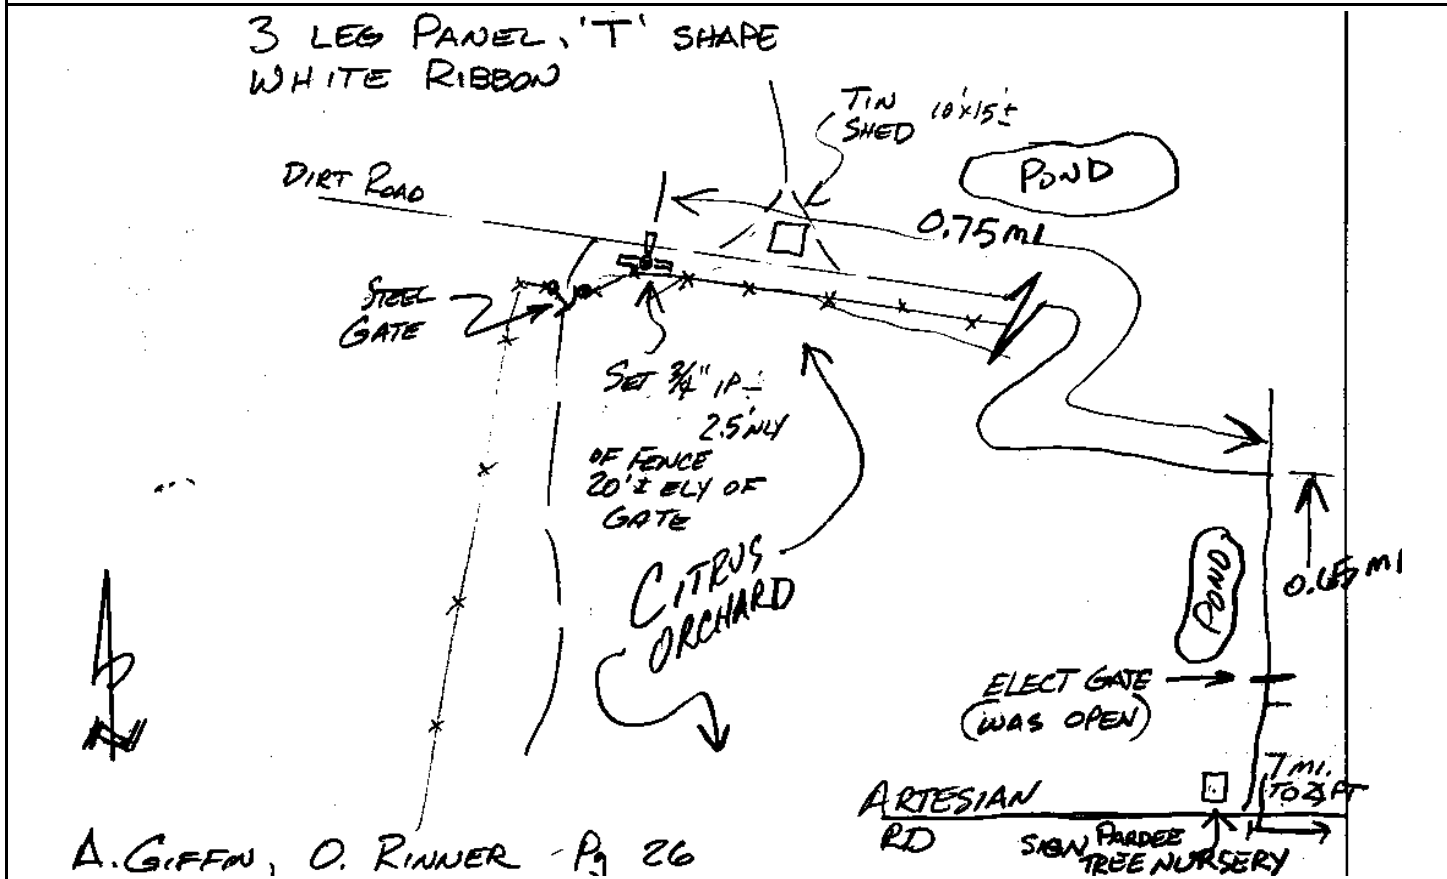 3 LEG PANEL, 'T' SHAPE
WHITE RIBBON
TIN 10'x15'±
SHED
POND
DIRT ROAD
0.75 MI
STEEL
GATE
SET 3/4" IP ±
2.5' NLY
OF FENCE
20'± ELY OF
GATE
CITRUS
ORCHARD
POND
MI
ELECT GATE
(WAS OPEN)
7 MI.
TO PT
ARTESIAN
RD
SIGN PARDEE
TREE NURSERY
A. GIFFIN, O. RINNER - Pg 26